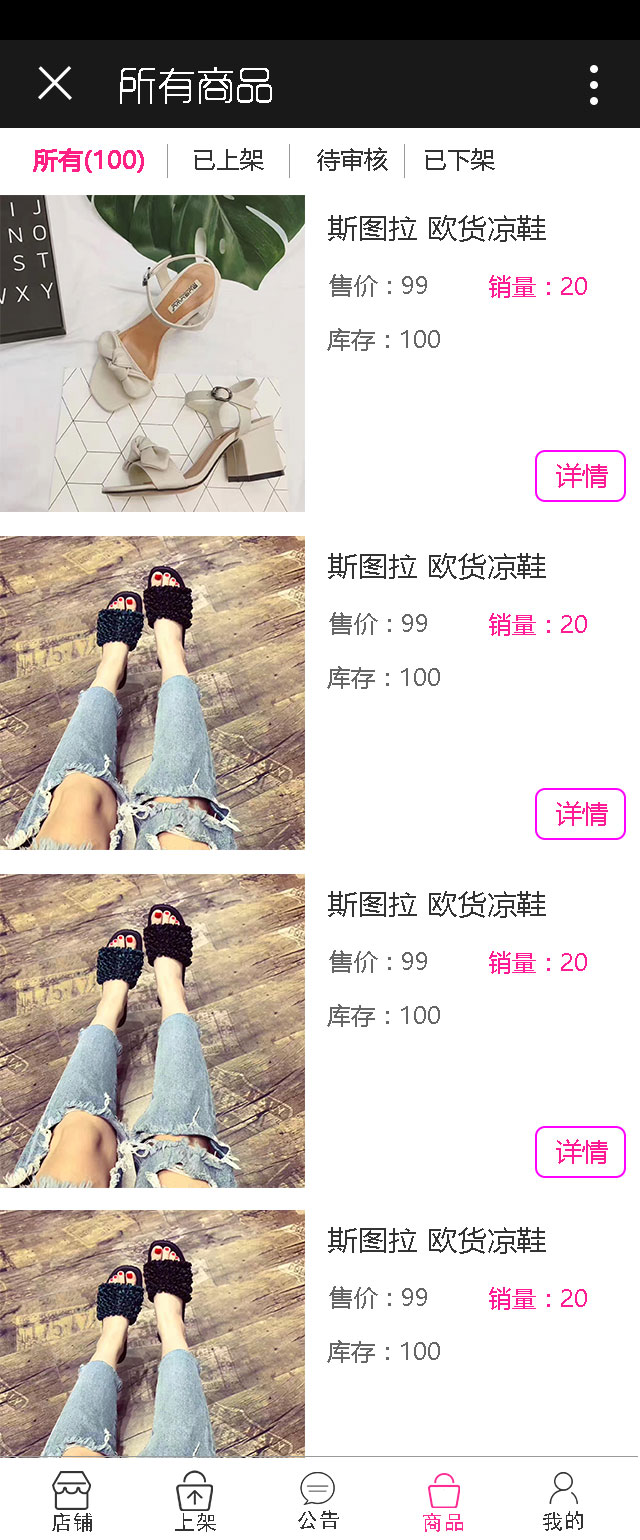 所有商品
所有(100) 已上架 待审核 已下架
I J
N O
S T
W X Y
斯图拉 欧货凉鞋
售价：99 销量：20
库存：100
详情
斯图拉 欧货凉鞋
售价：99 销量：20
库存：100
详情
斯图拉 欧货凉鞋
售价：99 销量：20
库存：100
详情
斯图拉 欧货凉鞋
售价：99 销量：20
库存：100
店铺 上架 公告 商品 我的